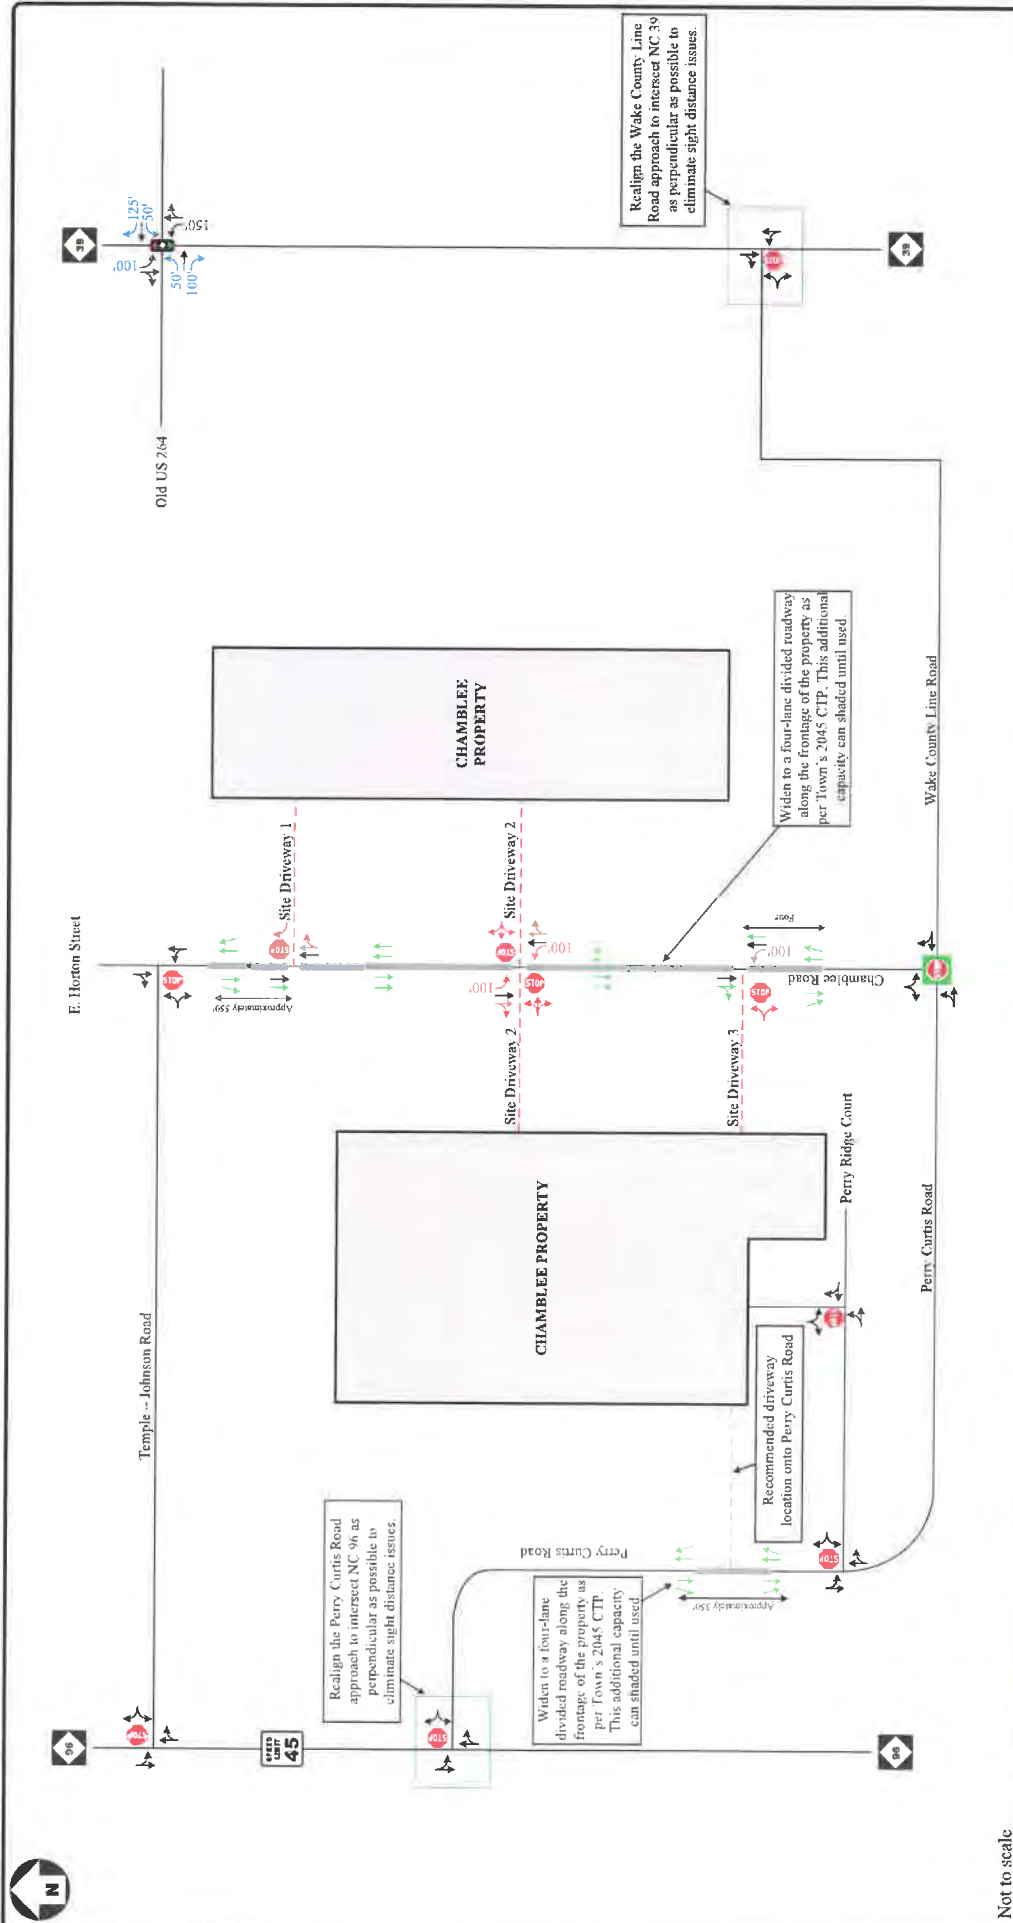 N
Not to scale
96
Temple - Johnson Road
E. Horton Street
Old US 264
39
100'
125'
50'
150'
50'
100'
STOP
STOP
SPEED
LIMIT
45
Realign the Perry Curtis Road
approach to intersect NC 96 as
perpendicular as possible to
eliminate sight distance issues.
STOP
96
Widen to a four-lane
divided roadway along the
frontage of the property as
per Town's 2045 CTP.
This additional capacity
can shaded until used.
Perry Curtis Road
Approximately 350'
STOP
Recommended driveway
location onto Perry Curtis Road
CHAMBLEE PROPERTY
Perry Ridge Court
Perry Curtis Road
Approximately 550'
STOP
Site Driveway 1
Site Driveway 2
100'
STOP
STOP
100'
Site Driveway 2
Site Driveway 3
STOP
100'
Four
Chamblee Road
CHAMBLEE
PROPERTY
Widen to a four-lane divided roadway
along the frontage of the property as
per Town's 2045 CTP. This additional
capacity can shaded until used.
Wake County Line Road
Realign the Wake County Line
Road approach to intersect NC 39
as perpendicular as possible to
eliminate sight distance issues.
39